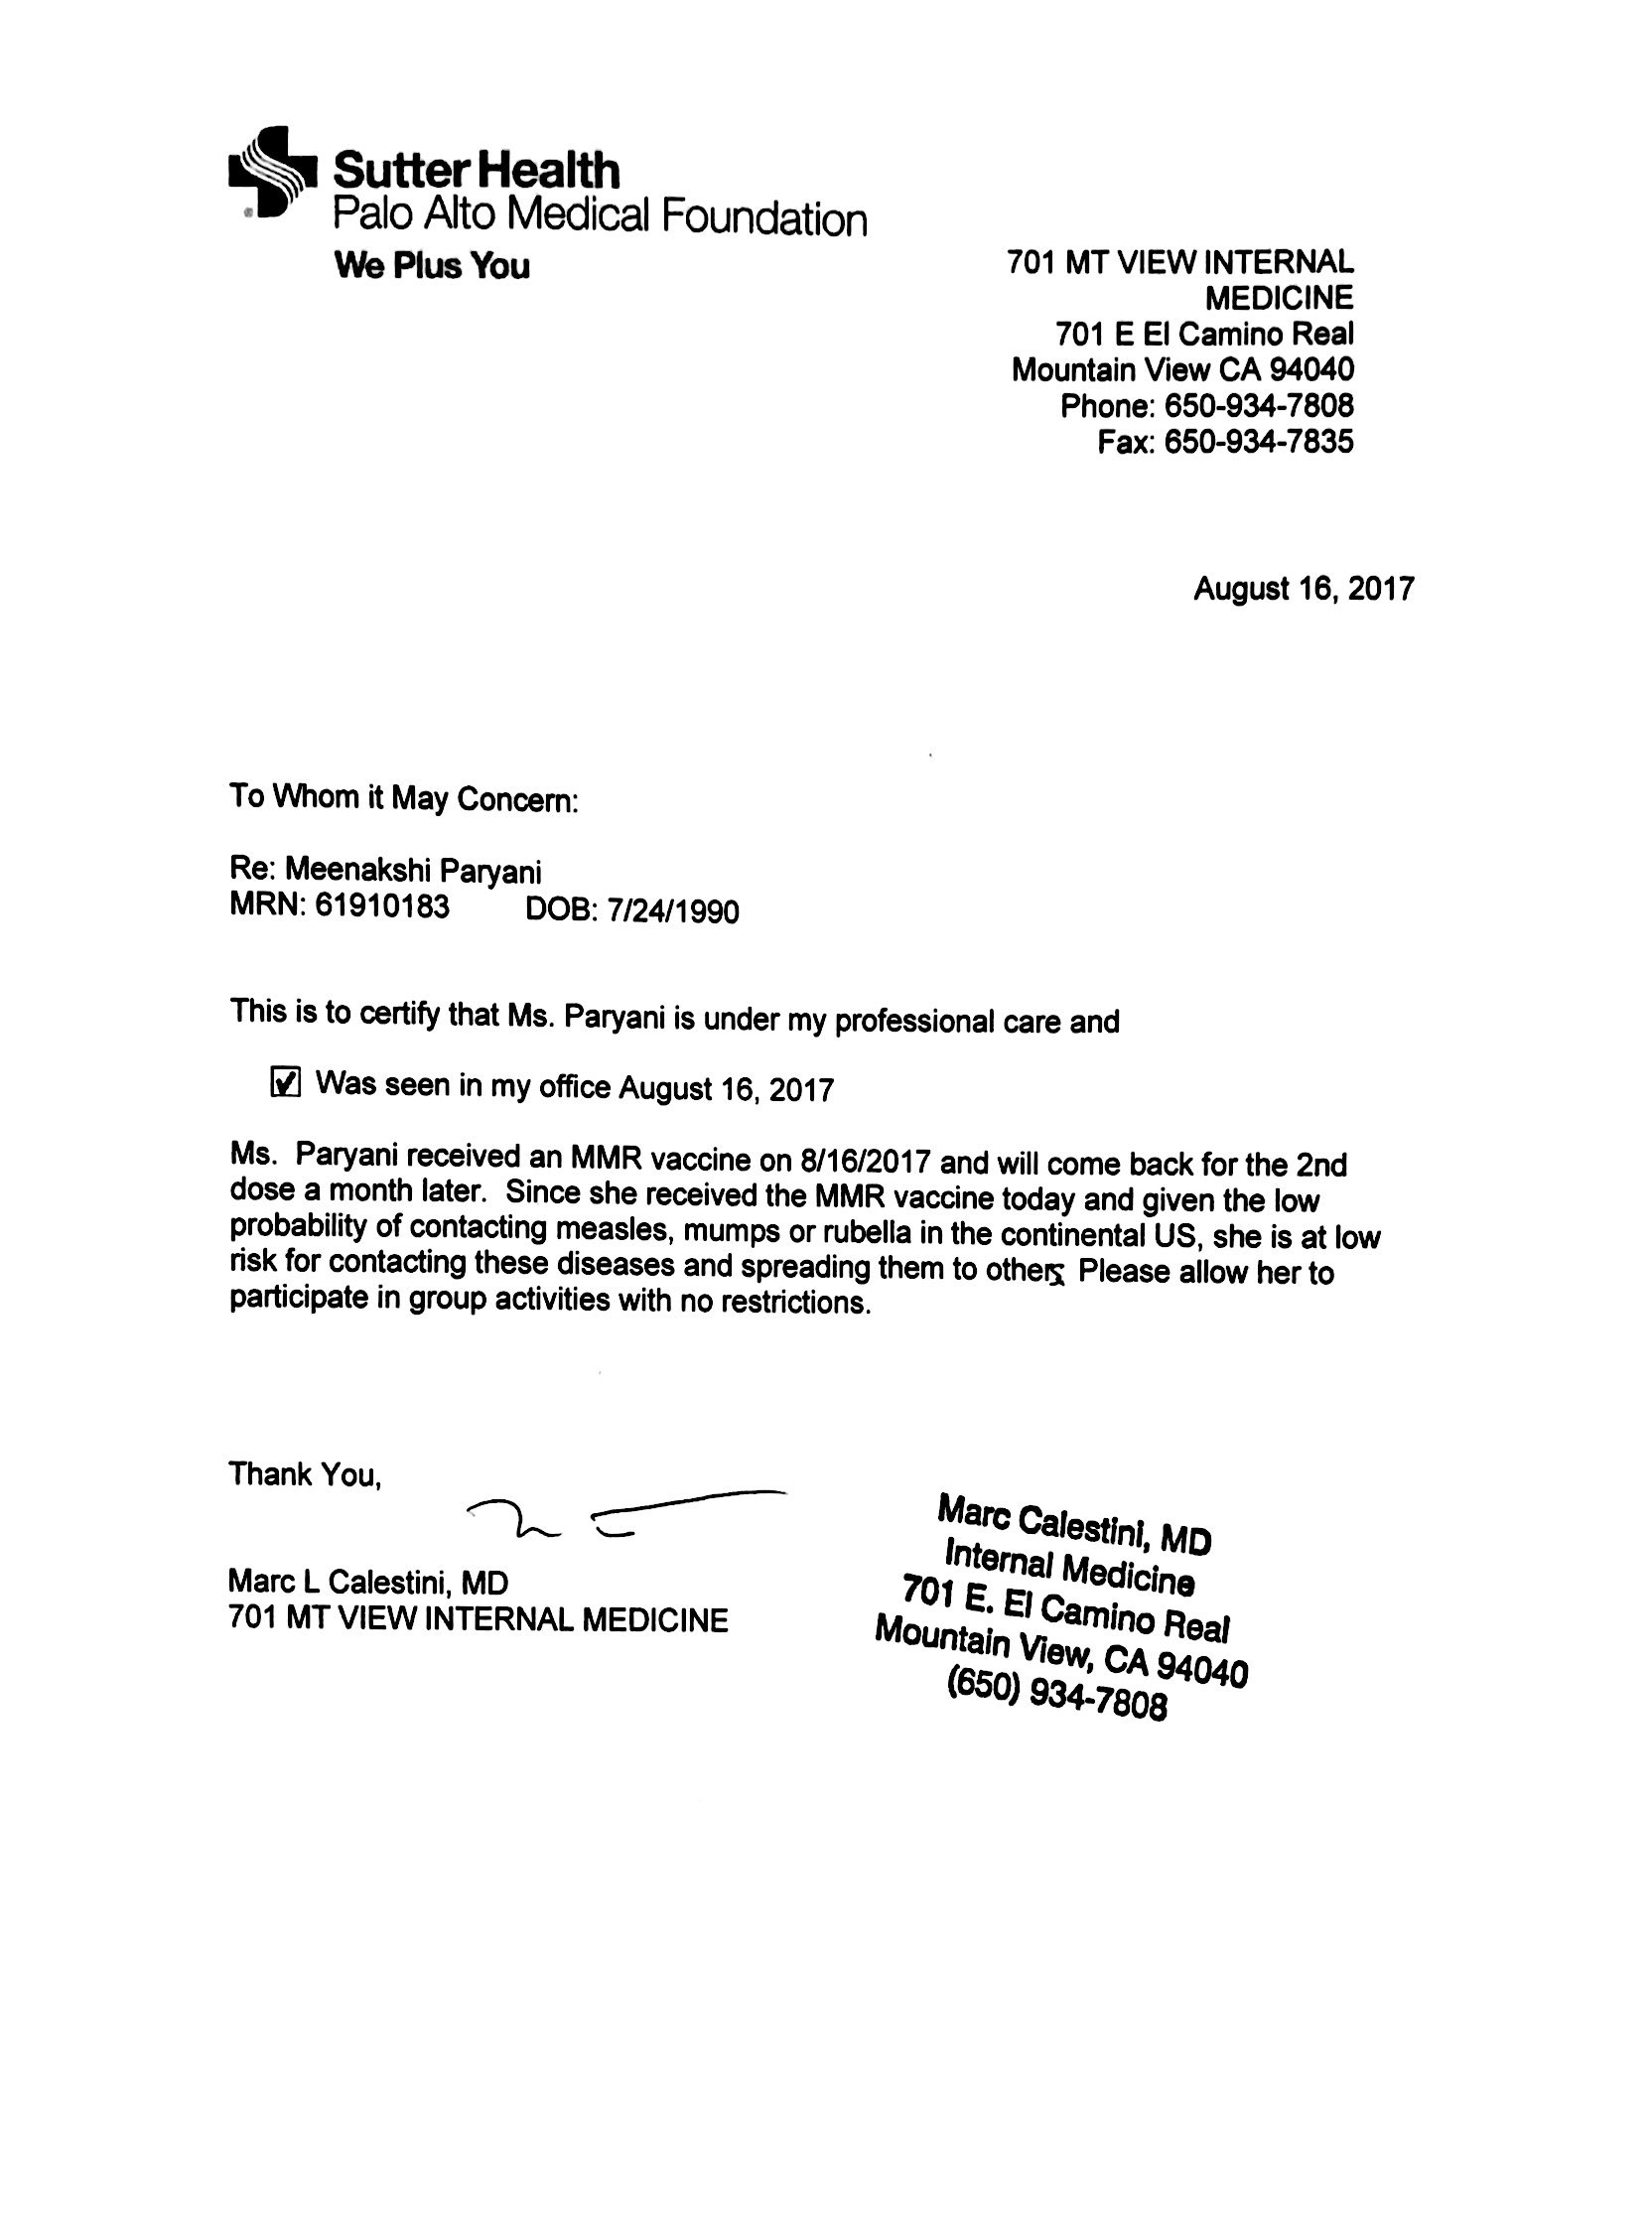 Sutter Health
Palo Alto Medical Foundation
We Plus You
701 MT VIEW INTERNAL
MEDICINE
701 E El Camino Real
Mountain View CA 94040
Phone: 650-934-7808
Fax: 650-934-7835
August 16, 2017
To Whom it May Concern:
Re: Meenakshi Paryani
MRN: 61910183 DOB: 7/24/1990
This is to certify that Ms. Paryani is under my professional care and
☑ Was seen in my office August 16, 2017
Ms. Paryani received an MMR vaccine on 8/16/2017 and will come back for the 2nd
dose a month later. Since she received the MMR vaccine today and given the low
probability of contacting measles, mumps or rubella in the continental US, she is at low
risk for contacting these diseases and spreading them to others Please allow her to
participate in group activities with no restrictions.
Thank You,
Marc L Calestini, MD
701 MT VIEW INTERNAL MEDICINE
Marc Calestini, MD
Internal Medicine
701 E. El Camino Real
Mountain View, CA 94040
(650) 934-7808